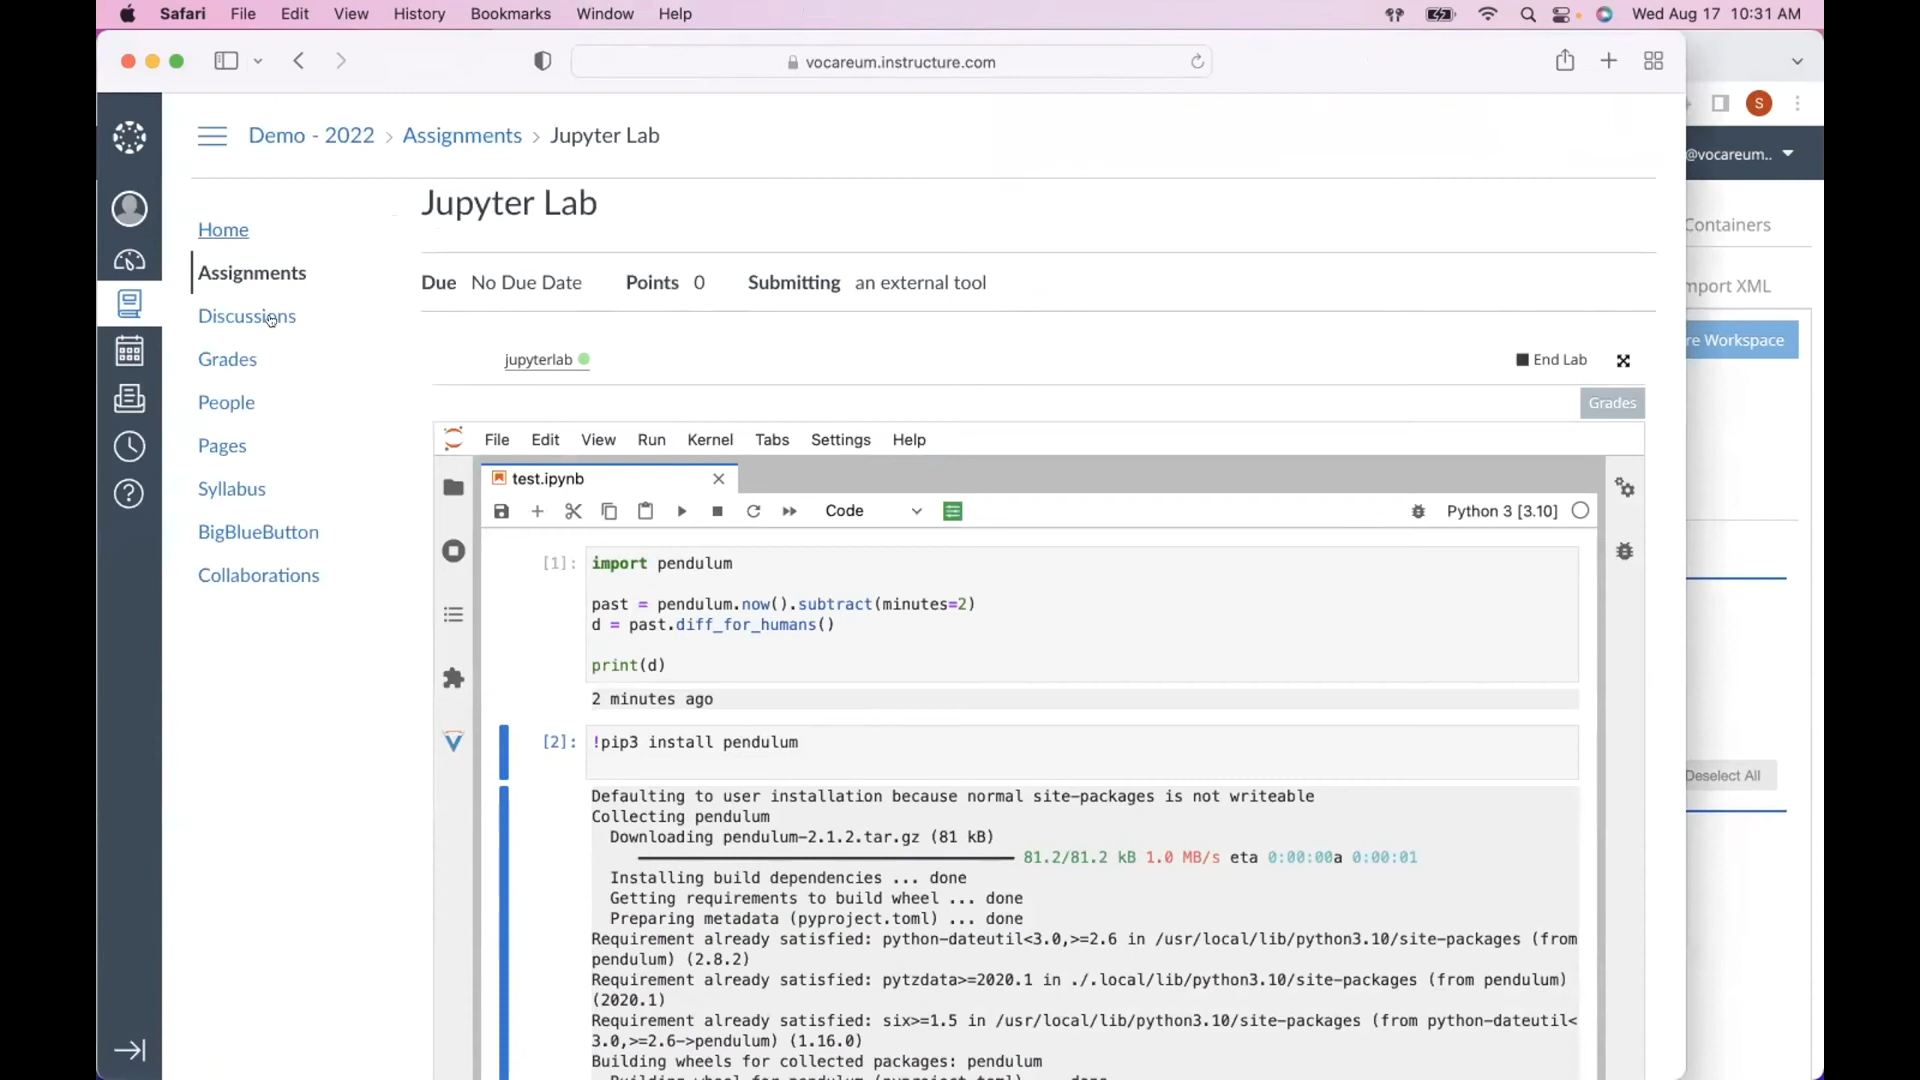 Safari File Edit View History Bookmarks Window Help Wed Aug 17 10:31 AM
vocareum.instructure.com
S
@vocareum..
Demo - 2022 > Assignments > Jupyter Lab
Containers
Jupyter Lab
Home
Assignments
Discussions
Grades
People
Pages
Syllabus
BigBlueButton
Collaborations
Due No Due Date Points 0 Submitting an external tool
mport XML
re Workspace
jupyterlab End Lab
Grades
File Edit View Run Kernel Tabs Settings Help
test.ipynb
Code Python 3 [3.10]
[1]: import pendulum
past = pendulum.now().subtract(minutes=2)
d = past.diff_for_humans()
print(d)
2 minutes ago
[2]: !pip3 install pendulum
Deselect All
Defaulting to user installation because normal site-packages is not writeable
Collecting pendulum
Downloading pendulum-2.1.2.tar.gz (81 kB)
81.2/81.2 kB 1.0 MB/s eta 0:00:00a 0:00:01
Installing build dependencies ... done
Getting requirements to build wheel ... done
Preparing metadata (pyproject.toml) ... done
Requirement already satisfied: python-dateutil<3.0,>=2.6 in /usr/local/lib/python3.10/site-packages (from
pendulum) (2.8.2)
Requirement already satisfied: pytzdata>=2020.1 in ./.local/lib/python3.10/site-packages (from pendulum)
(2020.1)
Requirement already satisfied: six>=1.5 in /usr/local/lib/python3.10/site-packages (from python-dateutil<
3.0,>=2.6->pendulum) (1.16.0)
Building wheels for collected packages: pendulum